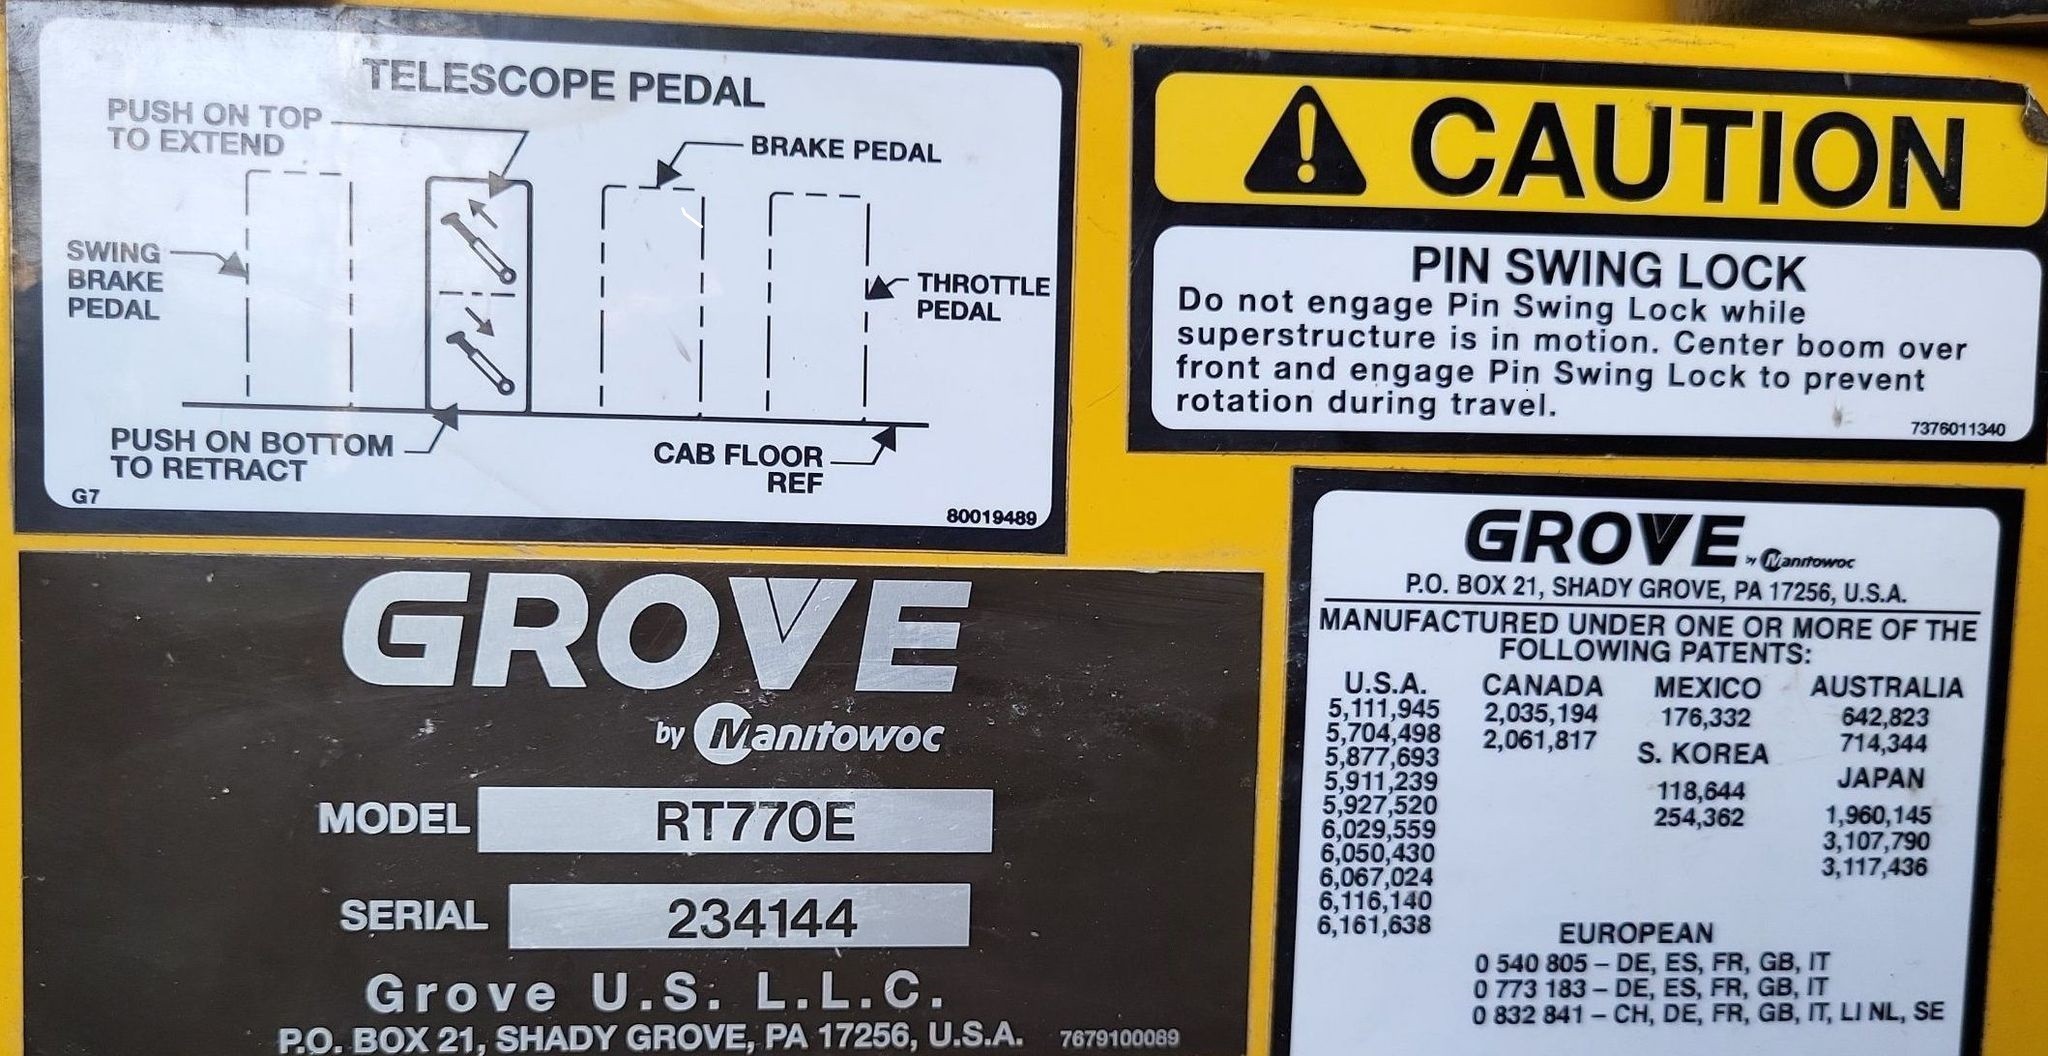 TELESCOPE PEDAL
PUSH ON TOP
TO EXTEND
BRAKE PEDAL
SWING
BRAKE
PEDAL
THROTTLE
PEDAL
PUSH ON BOTTOM
TO RETRACT
CAB FLOOR
REF
G7
80019489
CAUTION
PIN SWING LOCK
Do not engage Pin Swing Lock while
superstructure is in motion. Center boom over
front and engage Pin Swing Lock to prevent
rotation during travel.
7376011340
GROVE
by Manitowoc
MODEL RT770E
SERIAL 234144
Grove U.S. L.L.C.
P.O. BOX 21, SHADY GROVE, PA 17256, U.S.A. 7679100089
GROVE by Manitowoc
P.O. BOX 21, SHADY GROVE, PA 17256, U.S.A.
MANUFACTURED UNDER ONE OR MORE OF THE
FOLLOWING PATENTS:
U.S.A.
5,111,945
5,704,498
5,877,693
5,911,239
5,927,520
6,029,559
6,050,430
6,067,024
6,116,140
6,161,638
CANADA
2,035,194
2,061,817
MEXICO
176,332
S. KOREA
118,644
254,362
AUSTRALIA
642,823
714,344
JAPAN
1,960,145
3,107,790
3,117,436
EUROPEAN
0 540 805 – DE, ES, FR, GB, IT
0 773 183 – DE, ES, FR, GB, IT
0 832 841 – CH, DE, FR, GB, IT, LI NL, SE